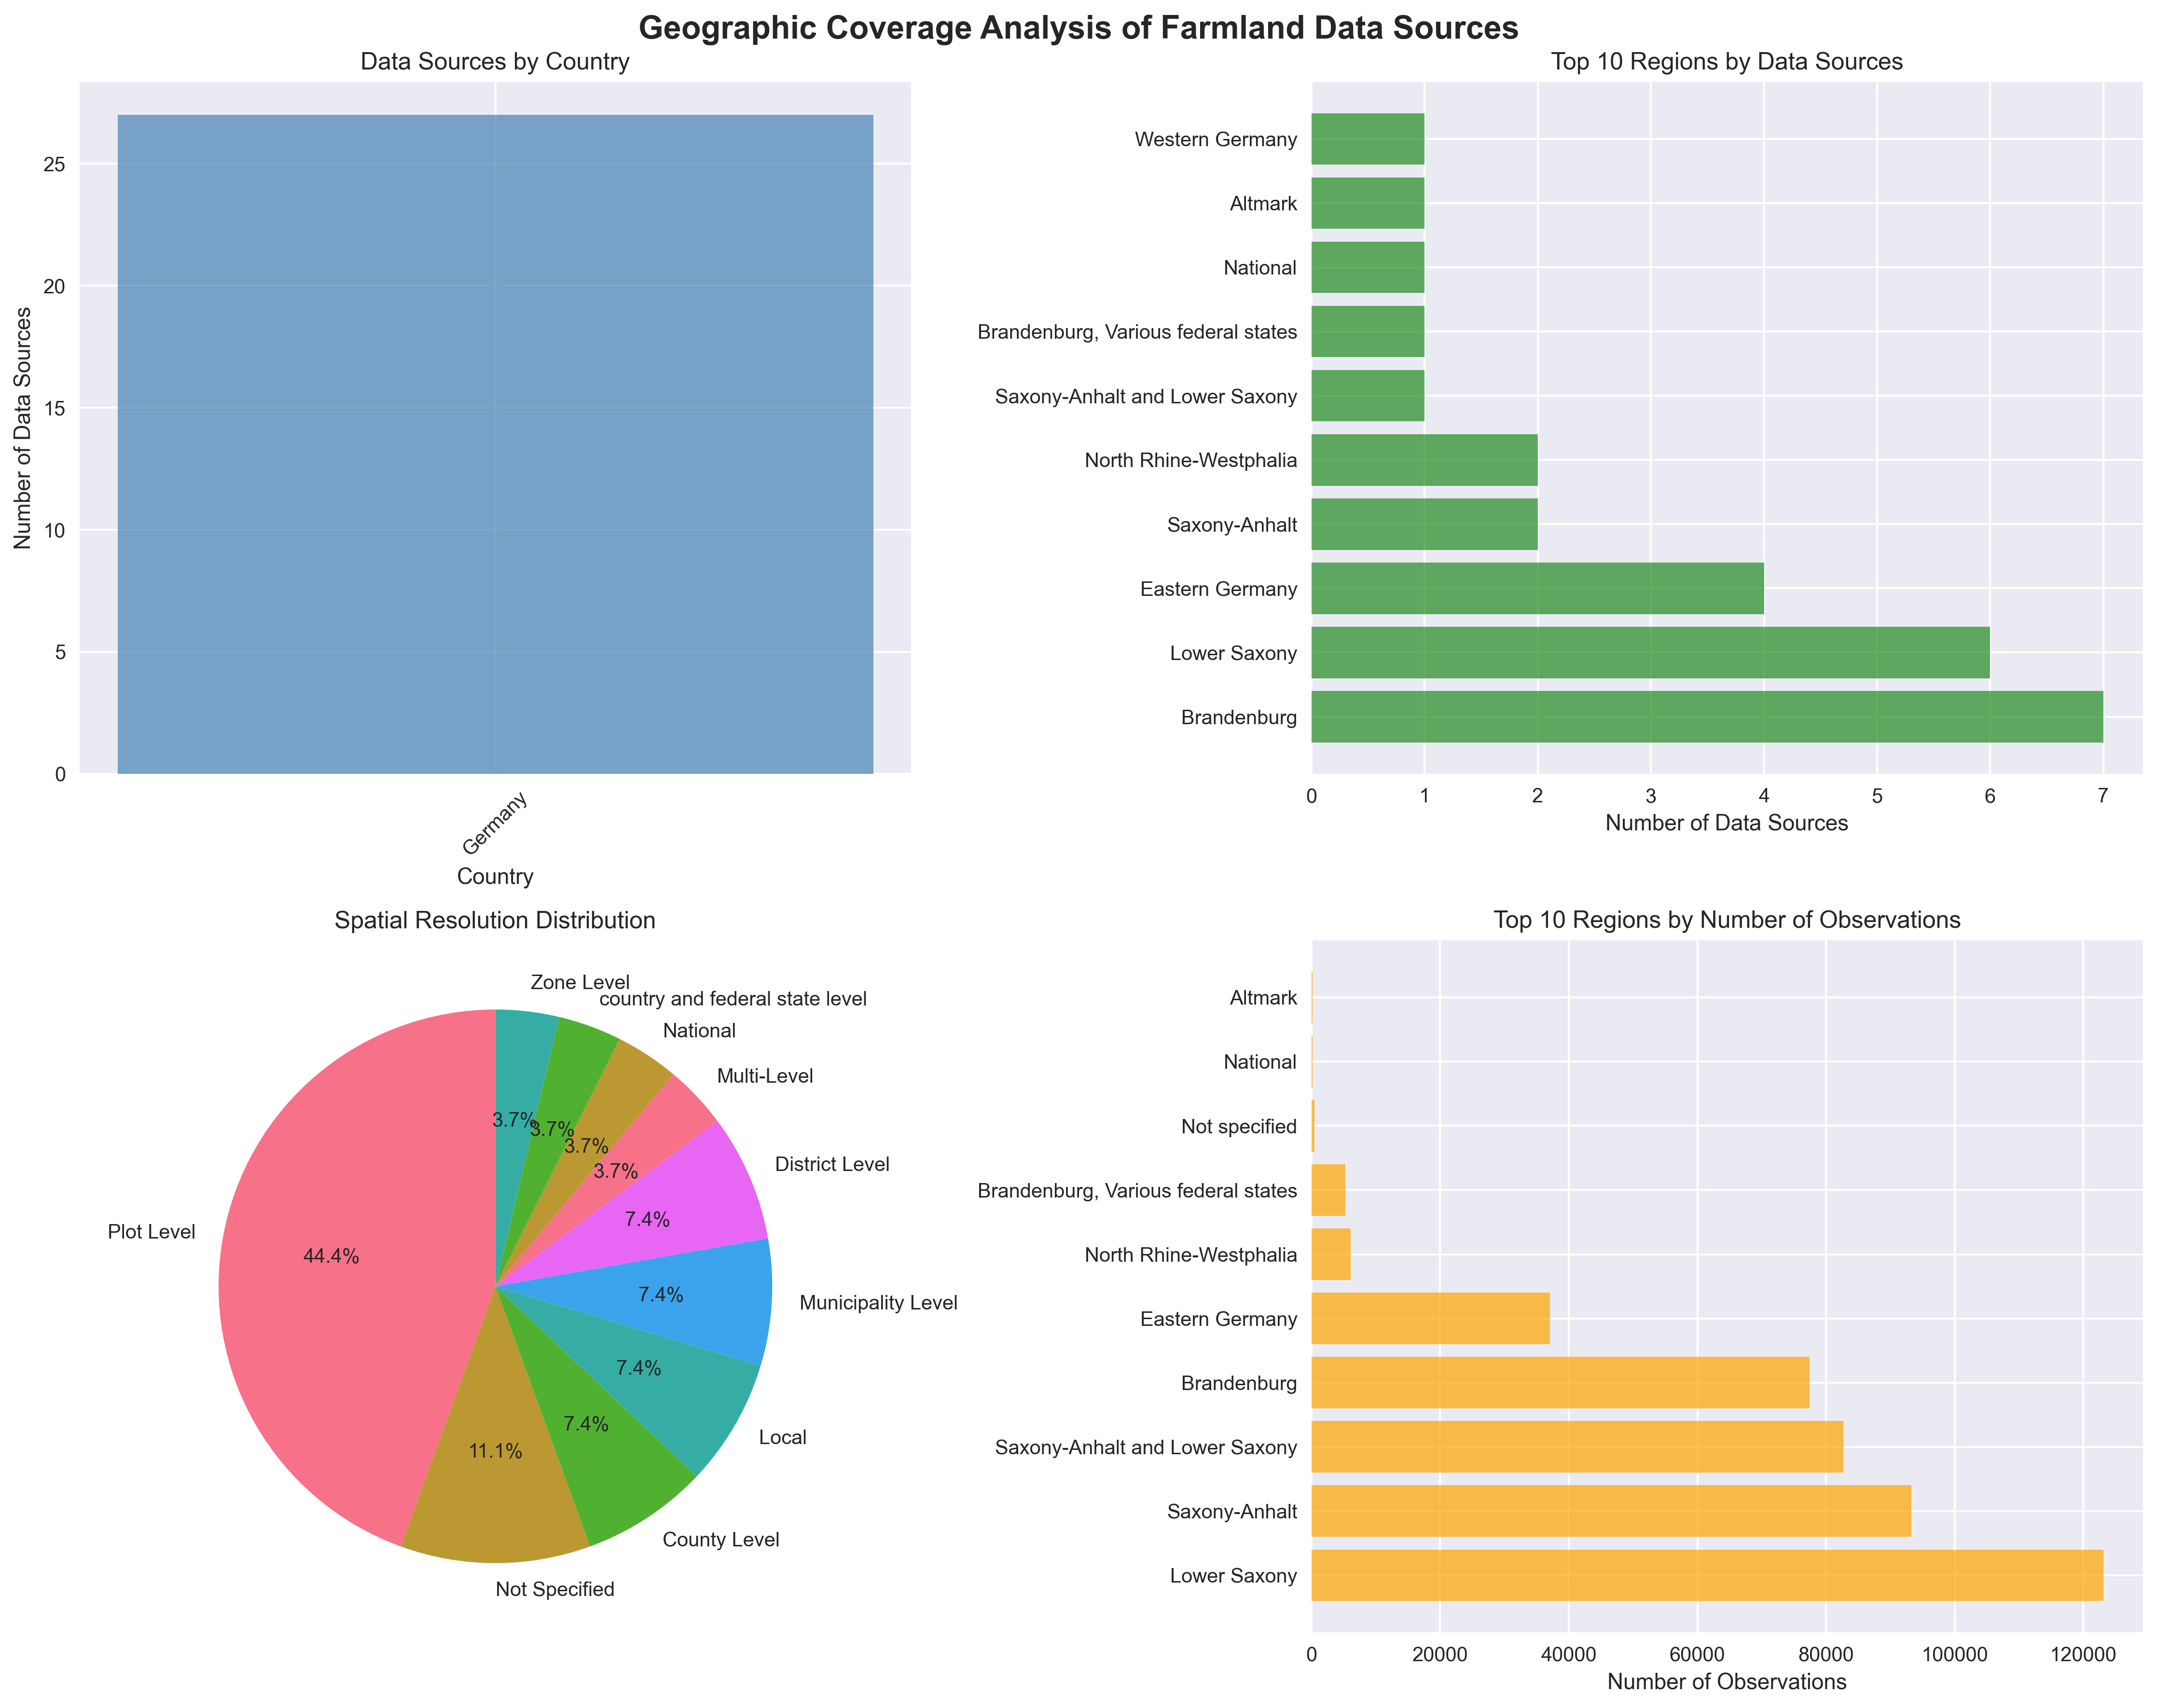 Geographic Coverage Analysis of Farmland Data Sources
Data Sources by Country
Number of Data Sources
25
20
15
10
5
0
Germany
Country
Top 10 Regions by Data Sources
Western Germany
Altmark
National
Brandenburg, Various federal states
Saxony-Anhalt and Lower Saxony
North Rhine-Westphalia
Saxony-Anhalt
Eastern Germany
Lower Saxony
Brandenburg
0 1 2 3 4 5 6 7
Number of Data Sources
Spatial Resolution Distribution
Zone Level
country and federal state level
National
Multi-Level
District Level
Municipality Level
Local
County Level
Not Specified
Plot Level
3.7%
3.7%
3.7%
3.7%
7.4%
7.4%
7.4%
7.4%
11.1%
44.4%
Top 10 Regions by Number of Observations
Altmark
National
Not specified
Brandenburg, Various federal states
North Rhine-Westphalia
Eastern Germany
Brandenburg
Saxony-Anhalt and Lower Saxony
Saxony-Anhalt
Lower Saxony
0 20000 40000 60000 80000 100000 120000
Number of Observations